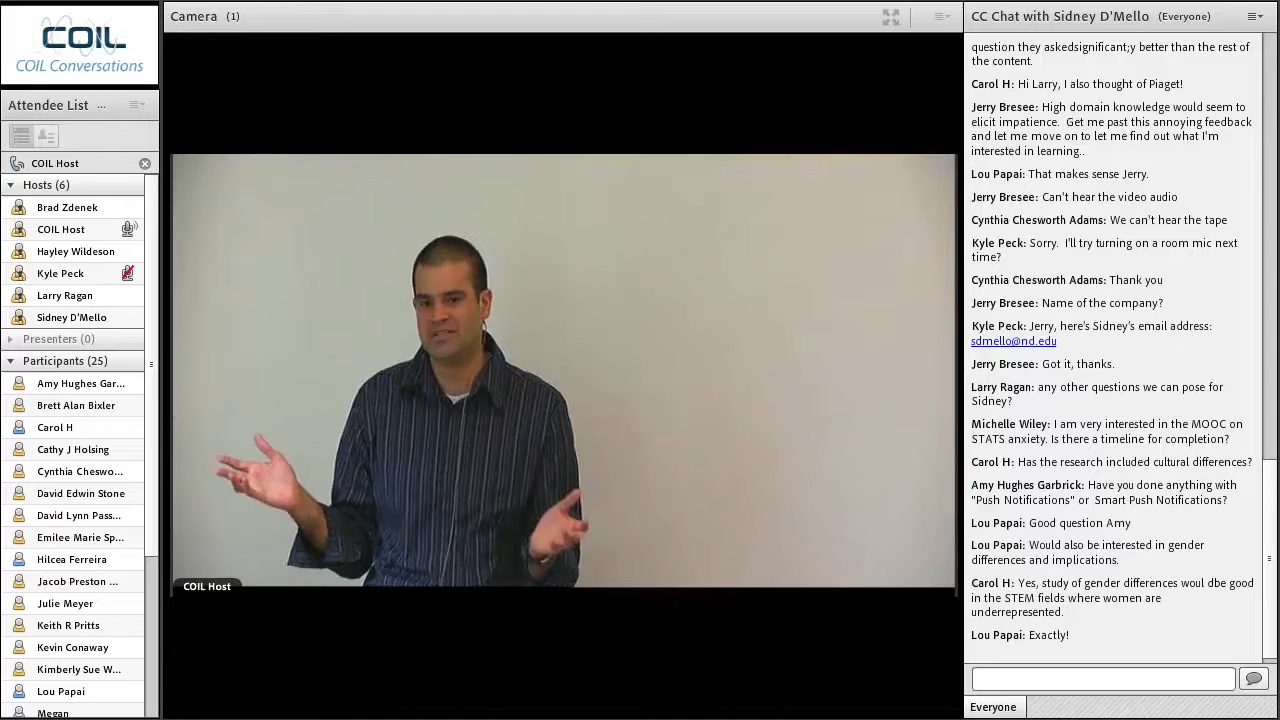 COIL
COIL Conversations
Attendee List ...
COIL Host
Hosts (6)
Brad Zdenek
COIL Host
Hayley Wildeson
Kyle Peck
Larry Ragan
Sidney D'Mello
Presenters (0)
Participants (25)
Amy Hughes Gar...
Brett Alan Bixler
Carol H
Cathy J Holsing
Cynthia Cheswo...
David Edwin Stone
David Lynn Pass...
Emilee Marie Sp...
Hilcea Ferreira
Jacob Preston ...
Julie Meyer
Keith R Pritts
Kevin Conaway
Kimberly Sue W...
Lou Papai
Megan
Camera (1)
COIL Host
CC Chat with Sidney D'Mello (Everyone)
question they askedsignificant;y better than the rest of
the content.
Carol H: Hi Larry, I also thought of Piaget!
Jerry Bresee: High domain knowledge would seem to
elicit impatience. Get me past this annoying feedback
and let me move on to let me find out what I'm
interested in learning..
Lou Papai: That makes sense Jerry.
Jerry Bresee: Can't hear the video audio
Cynthia Chesworth Adams: We can't hear the tape
Kyle Peck: Sorry. I'll try turning on a room mic next
time?
Cynthia Chesworth Adams: Thank you
Jerry Bresee: Name of the company?
Kyle Peck: Jerry, here's Sidney's email address:
sdmello@nd.edu
Jerry Bresee: Got it, thanks.
Larry Ragan: any other questions we can pose for
Sidney?
Michelle Wiley: I am very interested in the MOOC on
STATS anxiety. Is there a timeline for completion?
Carol H: Has the research included cultural differences?
Amy Hughes Garbrick: Have you done anything with
"Push Notifications" or Smart Push Notifications?
Lou Papai: Good question Amy
Lou Papai: Would also be interested in gender
differences and implications.
Carol H: Yes, study of gender differences woul dbe good
in the STEM fields where women are
underrepresented.
Lou Papai: Exactly!
Everyone